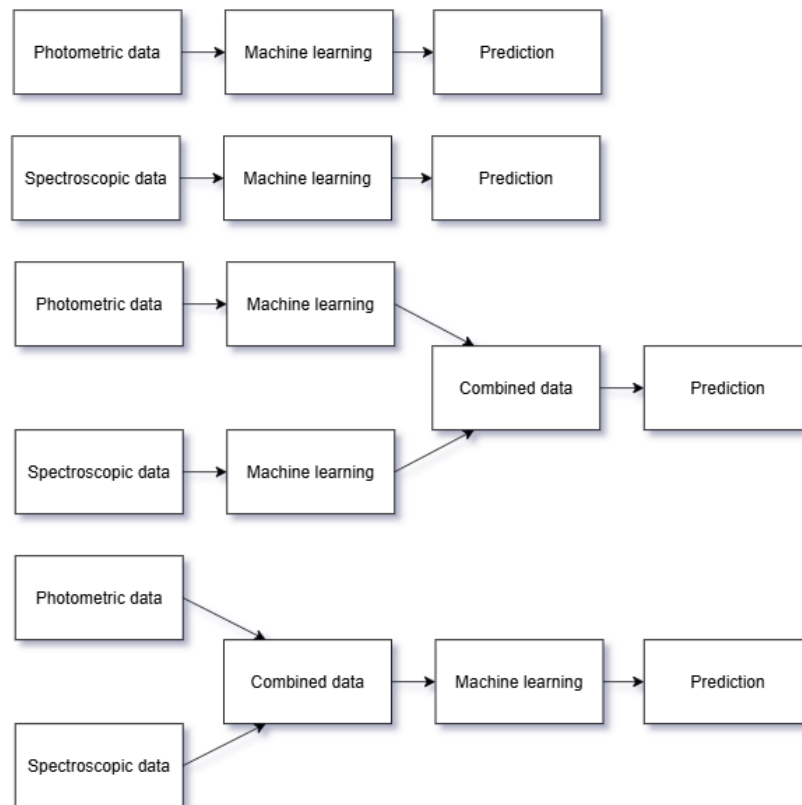 Photometric data
Machine learning
Prediction
Spectroscopic data
Machine learning
Prediction
Photometric data
Machine learning
Combined data
Prediction
Spectroscopic data
Machine learning
Photometric data
Combined data
Machine learning
Prediction
Spectroscopic data